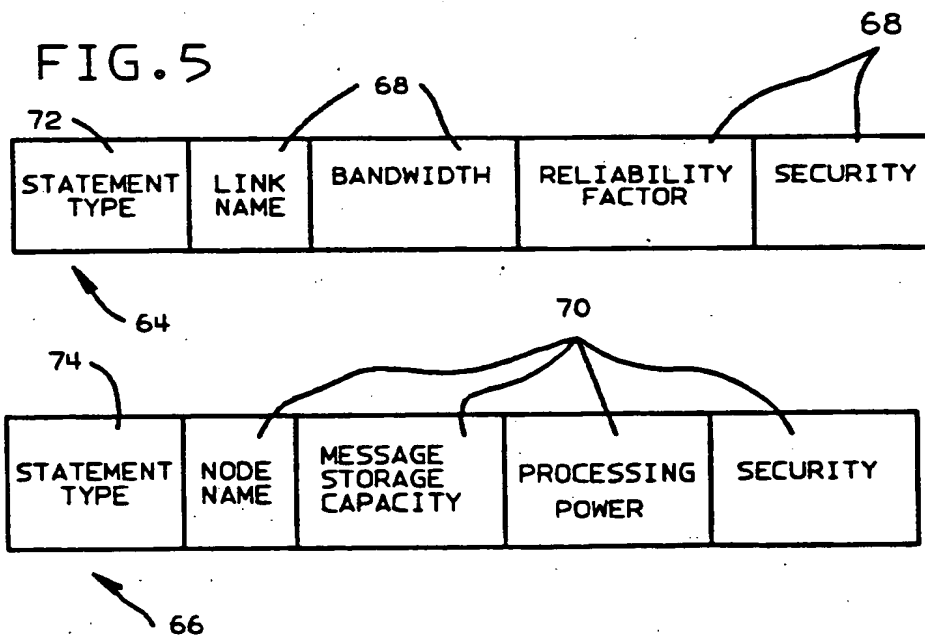 FIG.5
68
68
72
STATEMENT TYPE
LINK NAME
BANDWIDTH
RELIABILITY FACTOR
SECURITY
64
70
74
STATEMENT TYPE
NODE NAME
MESSAGE STORAGE CAPACITY
PROCESSING POWER
SECURITY
66